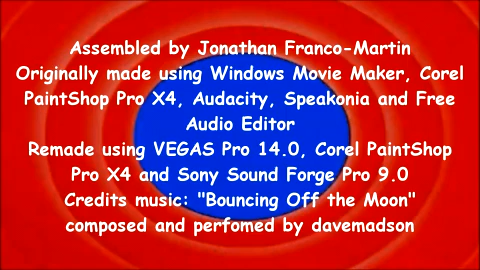 Assembled by Jonathan Franco-Martin
Originally made using Windows Movie Maker, Corel
PaintShop Pro X4, Audacity, Speakonia and Free
Audio Editor
Remade using VEGAS Pro 14.0, Corel PaintShop
Pro X4 and Sony Sound Forge Pro 9.0
Credits music: "Bouncing Off the Moon"
composed and perfomed by davemadson